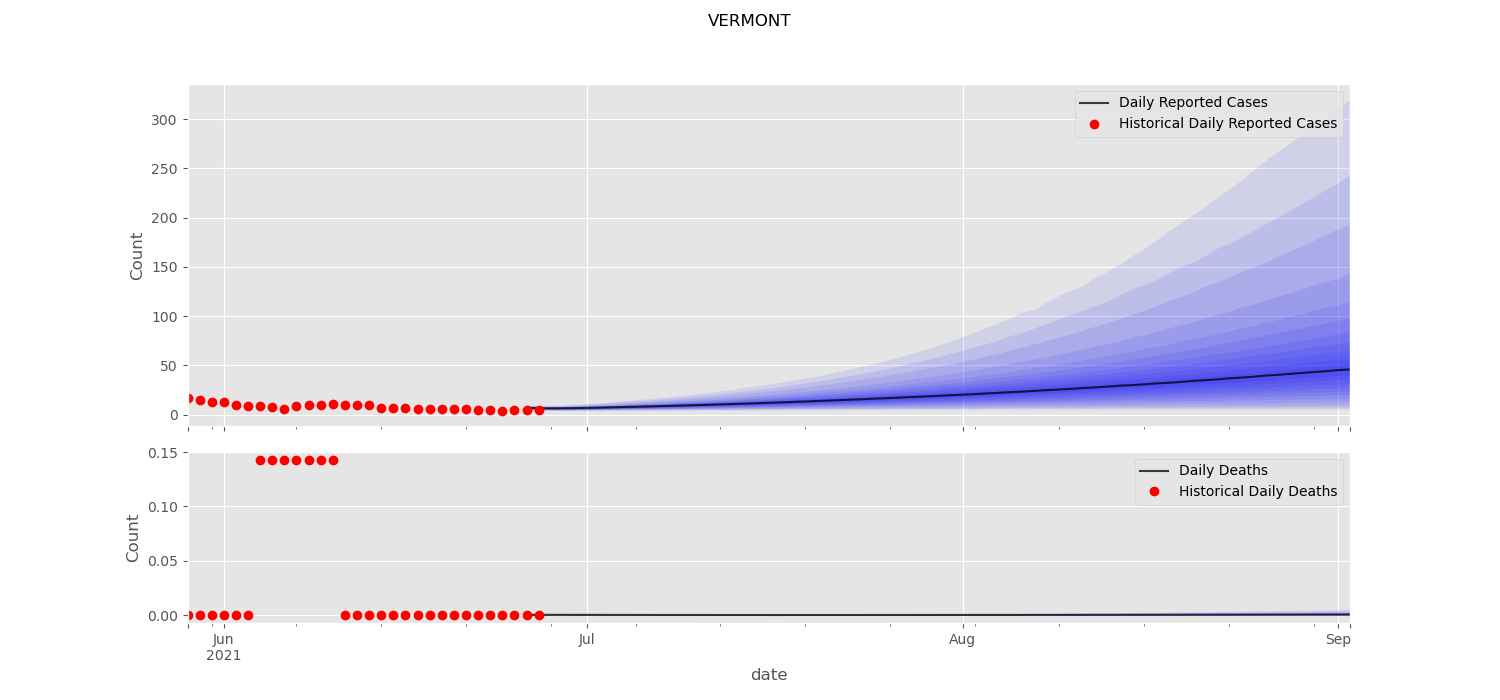 VERMONT
Daily Reported Cases
Historical Daily Reported Cases
300
250
200
150
100
50
0
Count
Daily Deaths
Historical Daily Deaths
0.15
0.10
0.05
0.00
Count
Jun
2021
Jul
Aug
Sep
date